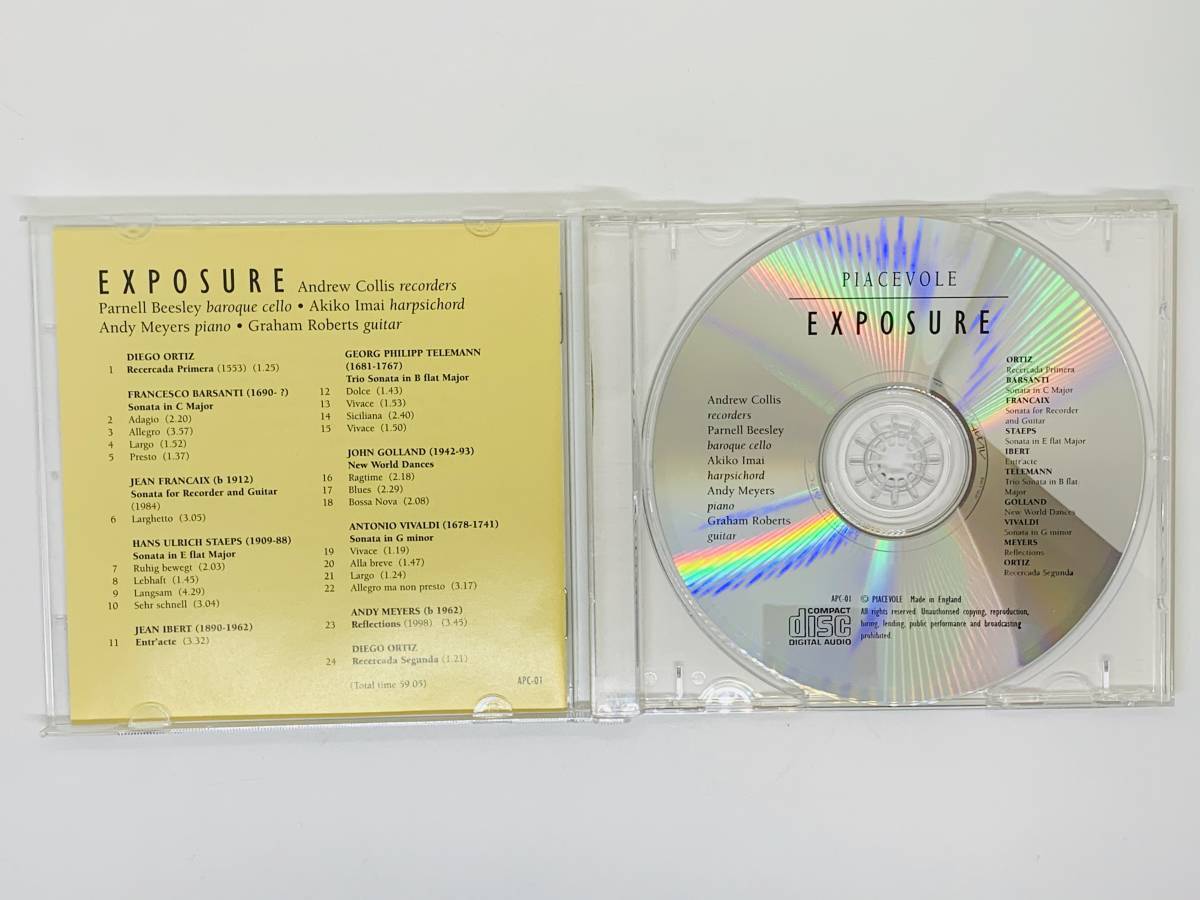 EXPOSURE Andrew Collis recorders
Parnell Beesley baroque cello • Akiko Imai harpsichord
Andy Meyers piano • Graham Roberts guitar
DIEGO ORTIZ
1 Recercada Primera (1553) (1.25)
FRANCESCO BARSANTI (1690- ?)
Sonata in C Major
2 Adagio (2.20)
3 Allegro (3.57)
4 Largo (1.52)
5 Presto (1.37)
JEAN FRANCAIX (b 1912)
Sonata for Recorder and Guitar
(1984)
6 Larghetto (3.05)
HANS ULRICH STAEPS (1909-88)
Sonata in E flat Major
7 Ruhig bewegt (2.03)
8 Lebhaft (1.45)
9 Langsam (4.29)
10 Sehr schnell (3.04)
JEAN IBERT (1890-1962)
11 Entr'acte (3.32)
GEORG PHILIPP TELEMANN
(1681-1767)
Trio Sonata in B flat Major
12 Dolce (1.43)
13 Vivace (1.53)
14 Siciliana (2.40)
15 Vivace (1.50)
JOHN GOLLAND (1942-93)
New World Dances
16 Ragtime (2.18)
17 Blues (2.29)
18 Bossa Nova (2.08)
ANTONIO VIVALDI (1678-1741)
Sonata in G minor
19 Vivace (1.19)
20 Alla breve (1.47)
21 Largo (1.24)
22 Allegro ma non presto (3.17)
ANDY MEYERS (b 1962)
23 Reflections (1998) (3.45)
DIEGO ORTIZ
24 Recercada Segunda (1.21)
(Total time 59.05)
APC-01
PIACEVOLE
EXPOSURE
Andrew Collis
recorders
Parnell Beesley
baroque cello
Akiko Imai
harpsichord
Andy Meyers
piano
Graham Roberts
guitar
ORTIZ
Recercada Primera
BARSANTI
Sonata in C Major
FRANCAIX
Sonata for Recorder
and Guitar
STAEPS
Sonata in E flat Major
IBERT
Entr'acte
TELEMANN
Trio Sonata in B flat
Major
GOLLAND
New World Dances
VIVALDI
Sonata in G minor
MEYERS
Reflections
ORTIZ
Recercada Segunda
APC-01 © PIACEVOLE Made in England
All rights reserved. Unauthorised copying, reproduction,
hiring, lending, public performance and broadcasting
prohibited.
COMPACT
disc
DIGITAL AUDIO